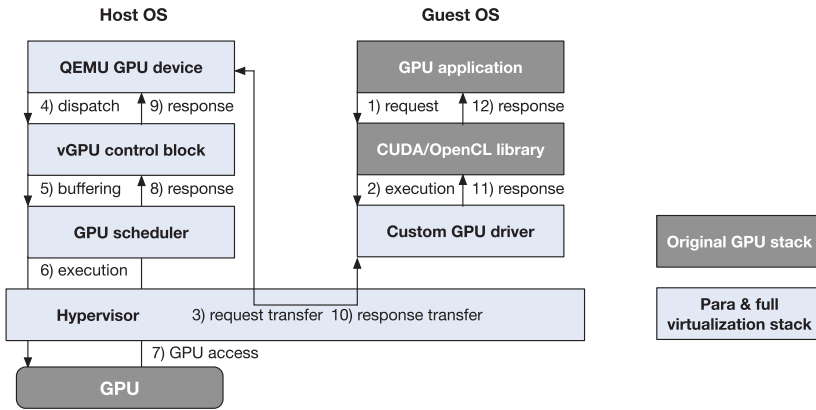 Host OS
Guest OS
QEMU GPU device
GPU application
4) dispatch
9) response
1) request
12) response
vGPU control block
CUDA/OpenCL library
5) buffering
8) response
2) execution
11) response
GPU scheduler
Custom GPU driver
Original GPU stack
6) execution
Hypervisor
3) request transfer 10) response transfer
Para & full
virtualization stack
7) GPU access
GPU